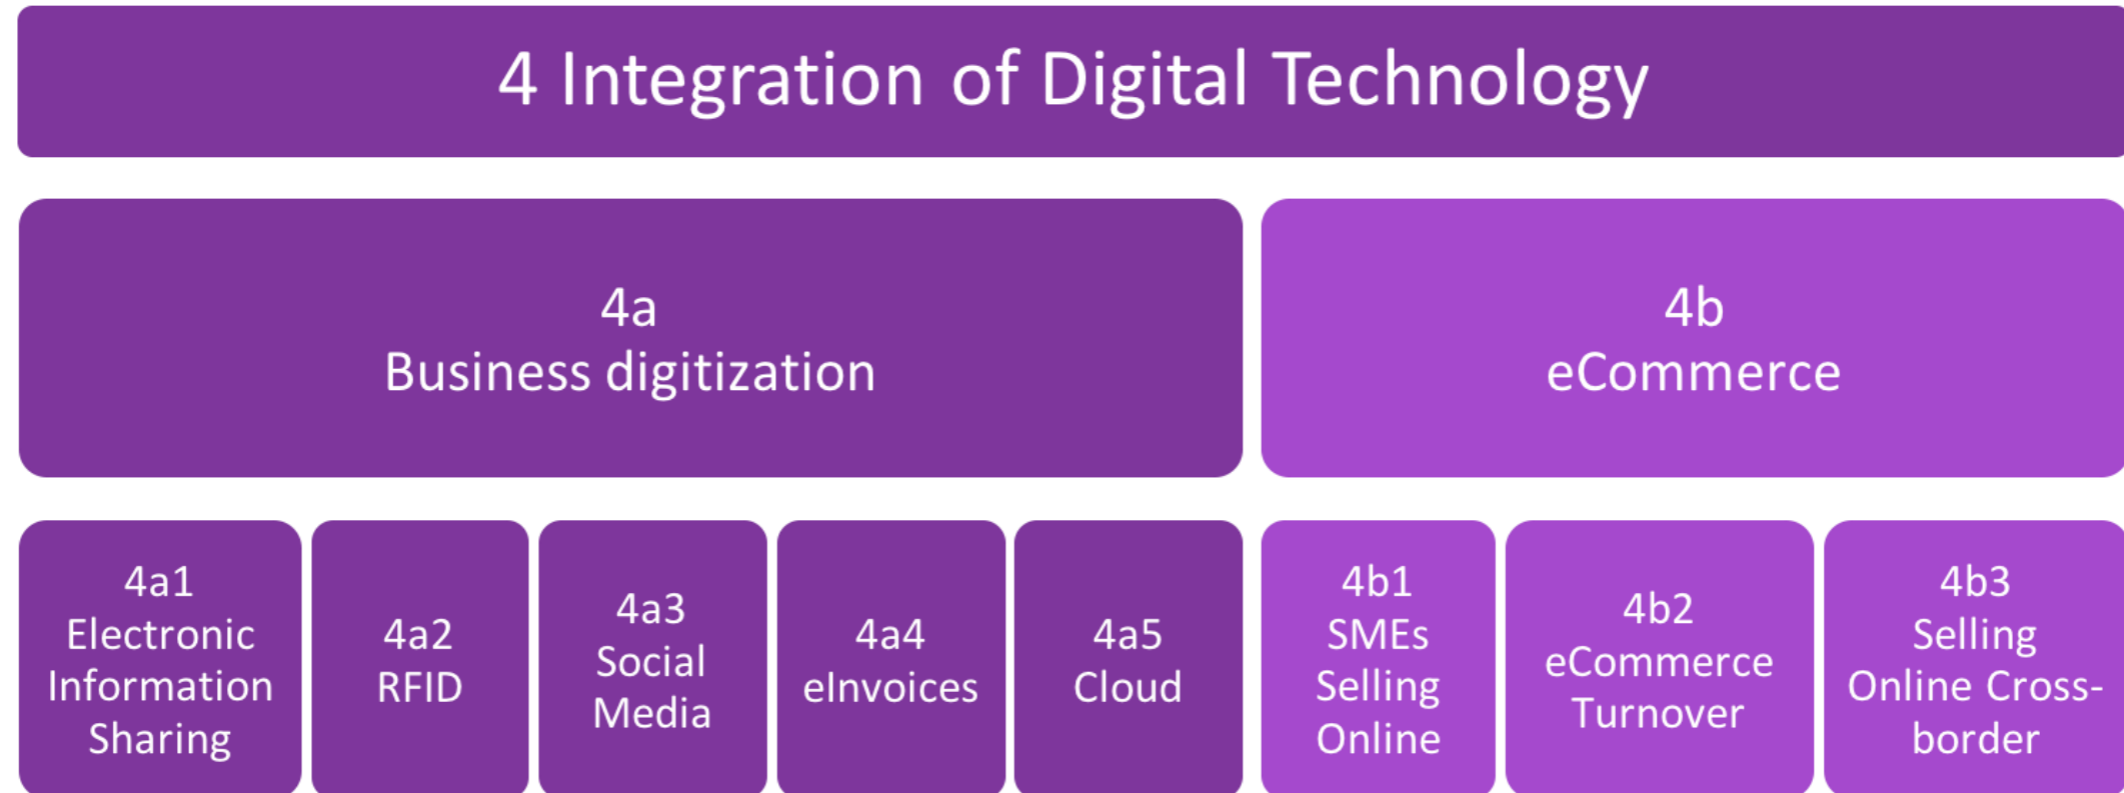 4 Integration of Digital Technology
4a
Business digitization
4b
eCommerce
4a1
Electronic
Information
Sharing
4a2
RFID
4a3
Social
Media
4a4
eInvoices
4a5
Cloud
4b1
SMEs
Selling
Online
4b2
eCommerce
Turnover
4b3
Selling
Online Cross-
border